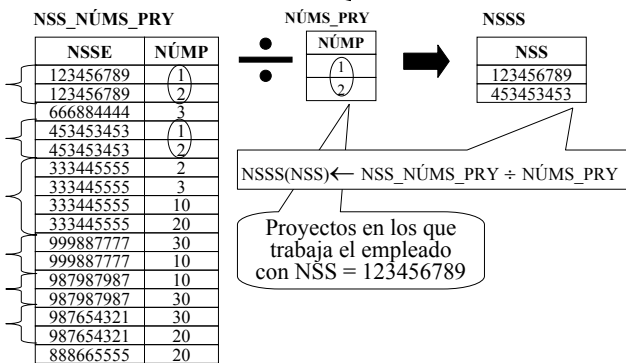 NSS_NÚMS_PRY
NSSE NÚMP
123456789 1
123456789 2
666884444 3
453453453 1
453453453 2
333445555 2
333445555 3
333445555 10
333445555 20
999887777 30
999887777 10
987987987 10
987987987 30
987654321 30
987654321 20
888665555 20
÷
NÚMS_PRY
NÚMP
1
2
NSSS
NSS
123456789
453453453
NSSS(NSS)← NSS_NÚMS_PRY ÷ NÚMS_PRY
Proyectos en los que
trabaja el empleado
con NSS = 123456789